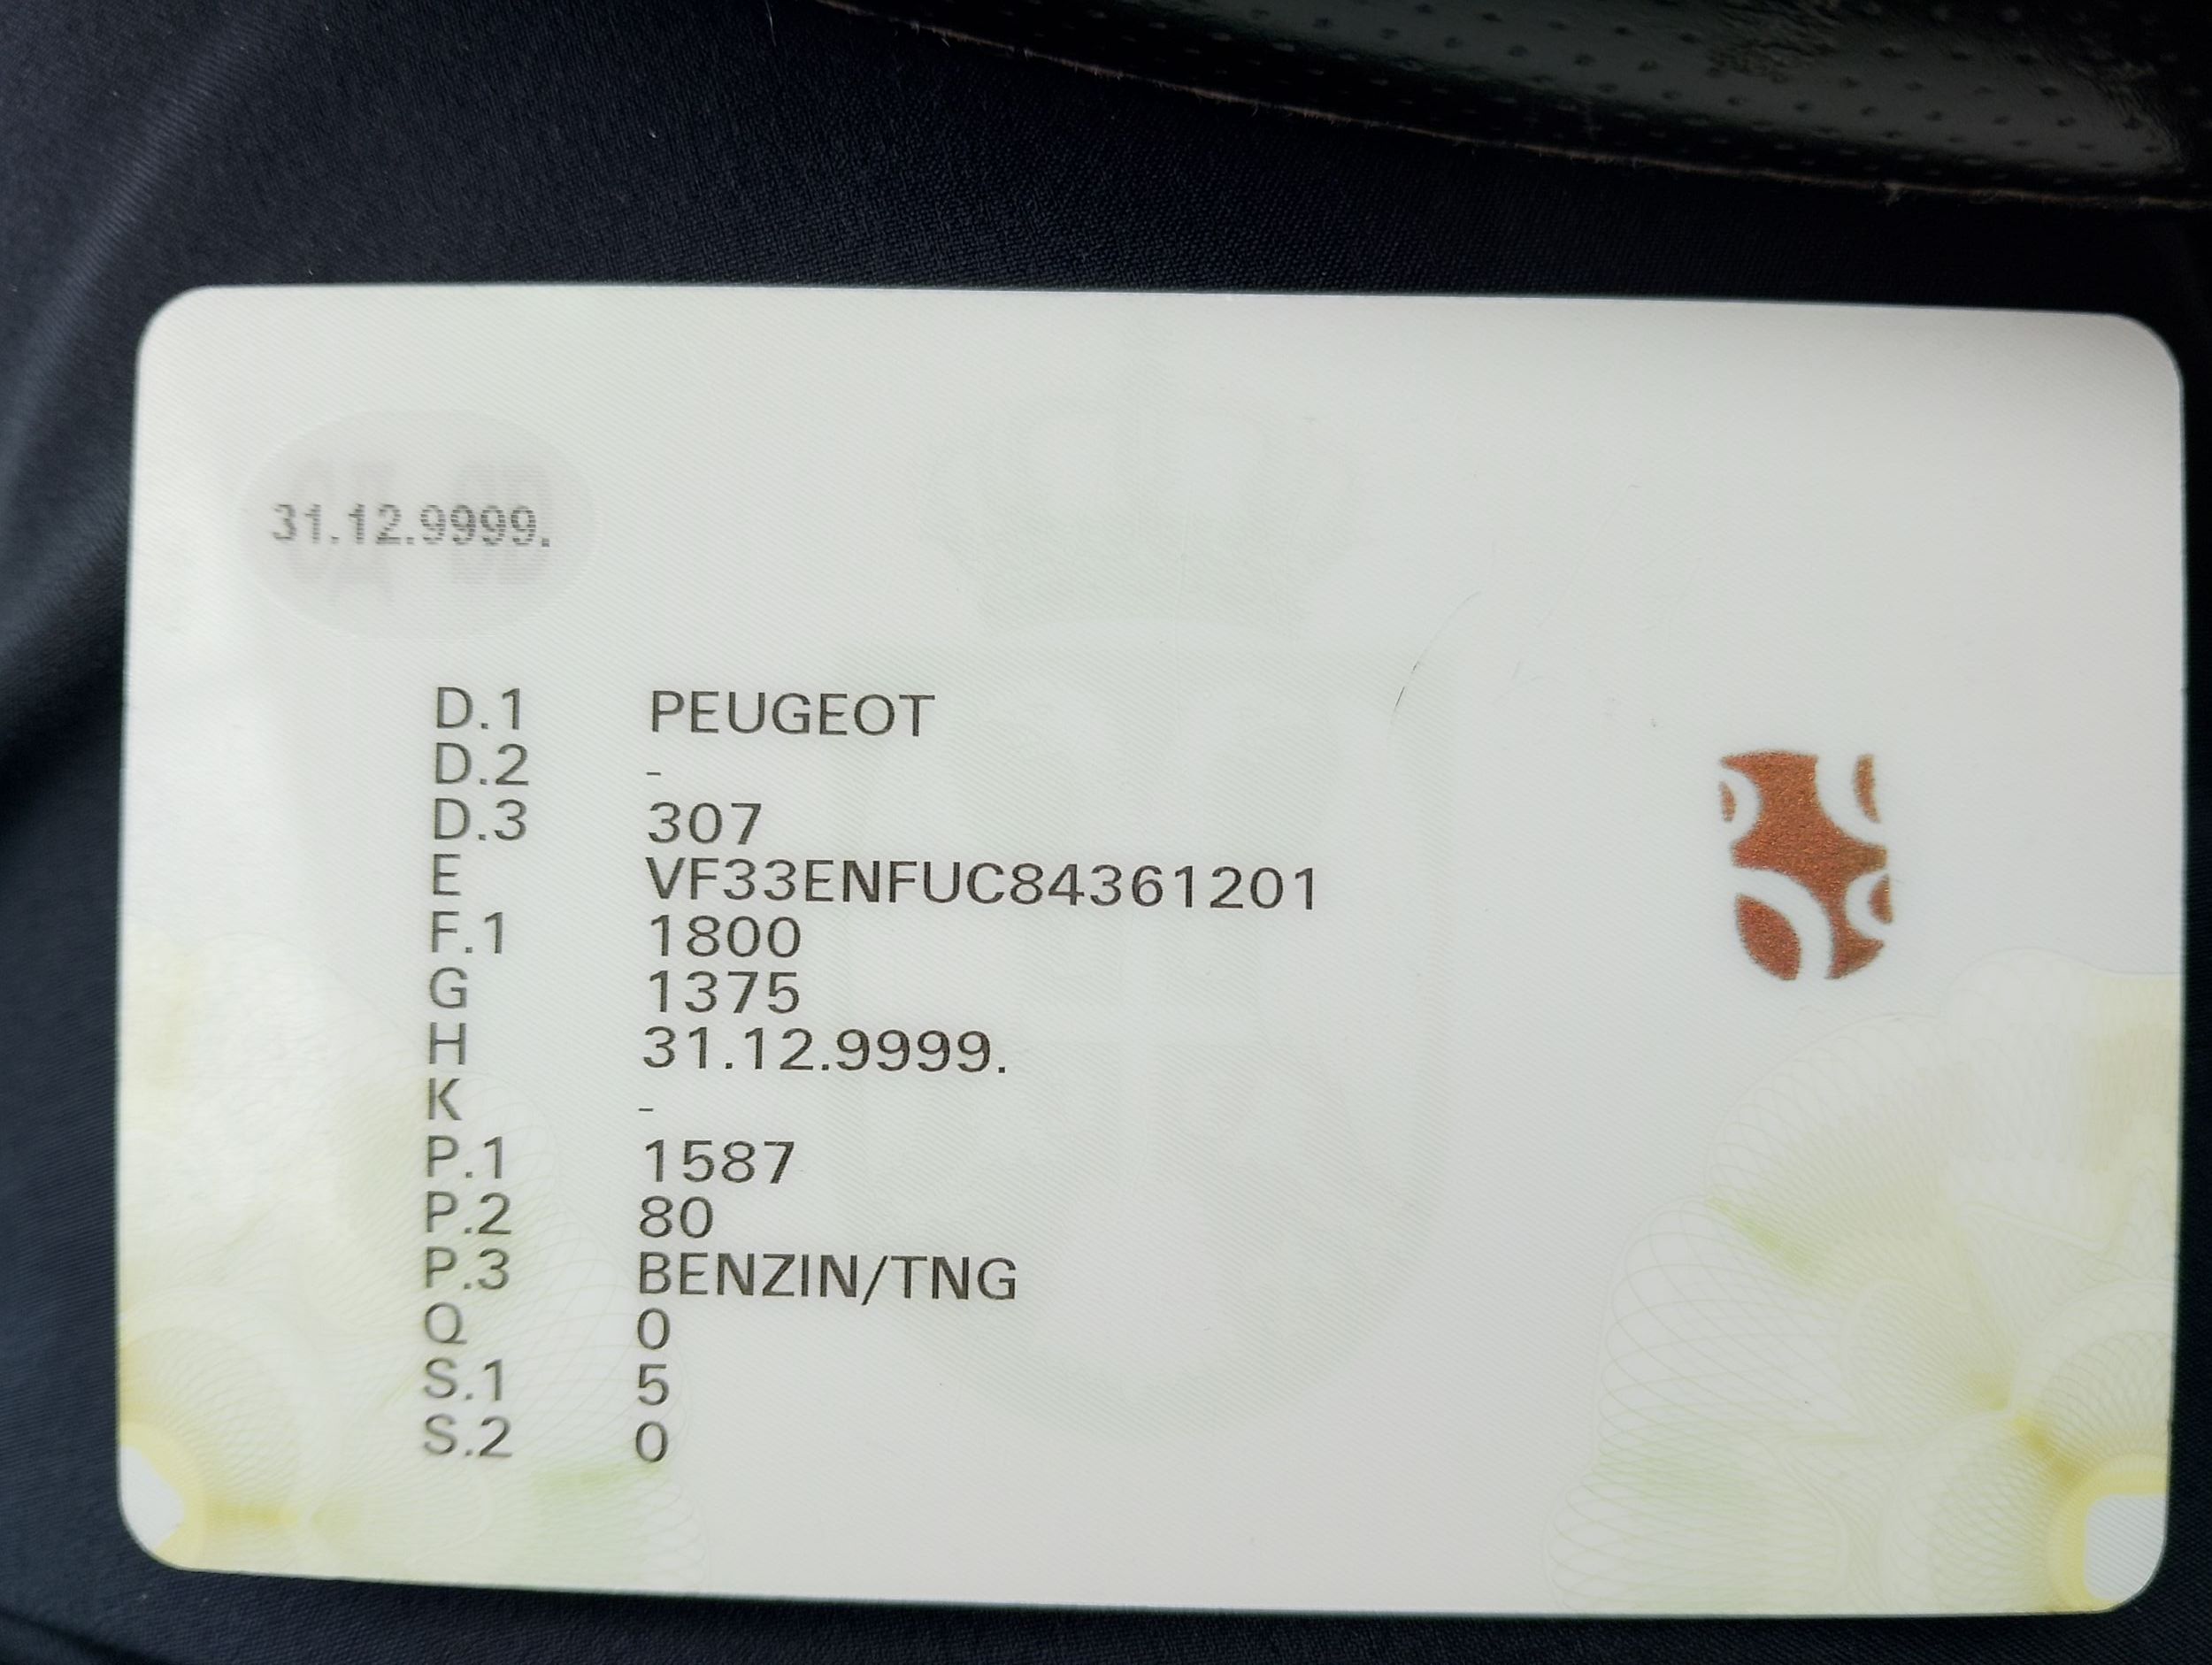 31.12.9999.
D.1 PEUGEOT
D.2 -
D.3 307
E VF33ENFUC84361201
F.1 1800
G 1375
H 31.12.9999.
K -
P.1 1587
P.2 80
P.3 BENZIN/TNG
Q 0
S.1 5
S.2 0